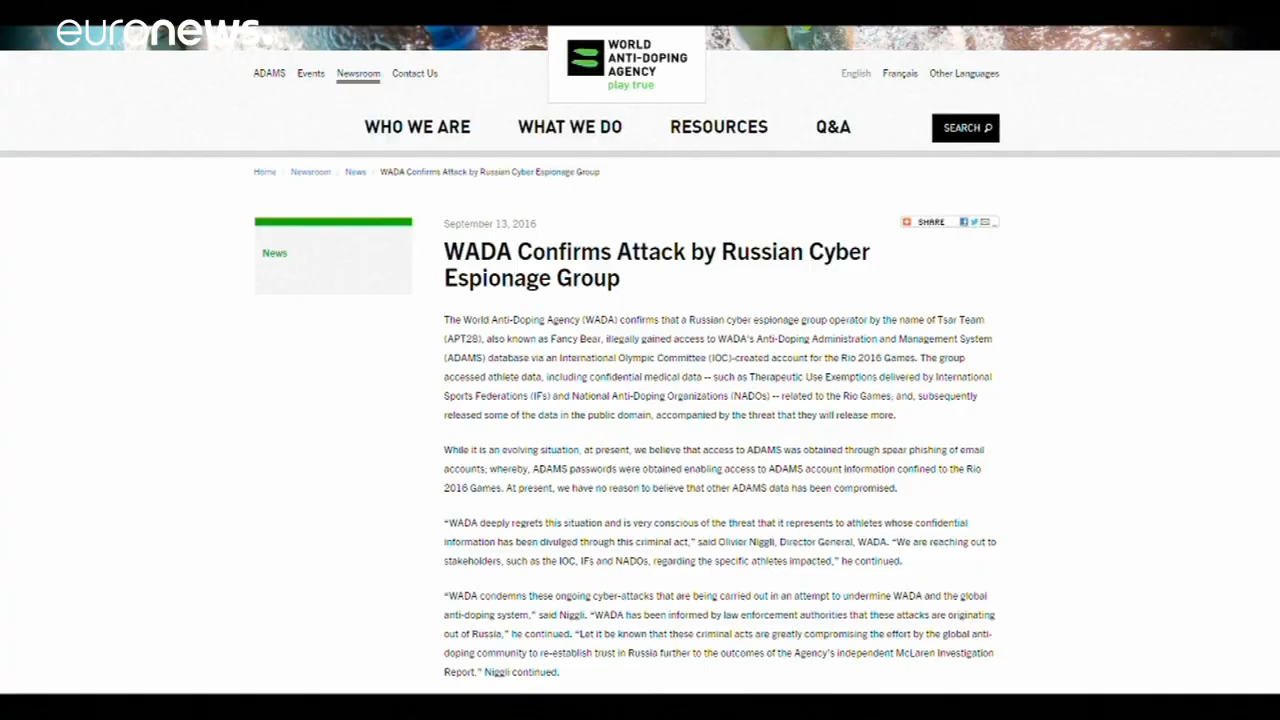 euronews.
WORLD
ANTI-DOPING
AGENCY
play true
ADAMS Events Newsroom Contact Us
English Français Other Languages
WHO WE ARE WHAT WE DO RESOURCES Q&A SEARCH
Home / Newsroom / News / WADA Confirms Attack by Russian Cyber Espionage Group
News
September 13, 2016
SHARE
WADA Confirms Attack by Russian Cyber
Espionage Group
The World Anti-Doping Agency (WADA) confirms that a Russian cyber espionage group operator by the name of Tsar Team
(APT28), also known as Fancy Bear, illegally gained access to WADA's Anti-Doping Administration and Management System
(ADAMS) database via an International Olympic Committee (IOC)-created account for the Rio 2016 Games. The group
accessed athlete data, including confidential medical data -- such as Therapeutic Use Exemptions delivered by International
Sports Federations (IFs) and National Anti-Doping Organizations (NADOs) -- related to the Rio Games; and, subsequently
released some of the data in the public domain, accompanied by the threat that they will release more.
While it is an evolving situation, at present, we believe that access to ADAMS was obtained through spear phishing of email
accounts; whereby, ADAMS passwords were obtained enabling access to ADAMS account information confined to the Rio
2016 Games. At present, we have no reason to believe that other ADAMS data has been compromised.
“WADA deeply regrets this situation and is very conscious of the threat that it represents to athletes whose confidential
information has been divulged through this criminal act,” said Olivier Niggli, Director General, WADA. “We are reaching out to
stakeholders, such as the IOC, IFs and NADOs, regarding the specific athletes impacted,” he continued.
“WADA condemns these ongoing cyber-attacks that are being carried out in an attempt to undermine WADA and the global
anti-doping system,” said Niggli. “WADA has been informed by law enforcement authorities that these attacks are originating
out of Russia,” he continued. “Let it be known that these criminal acts are greatly compromising the effort by the global anti-
doping community to re-establish trust in Russia further to the outcomes of the Agency’s independent McLaren Investigation
Report,” Niggli continued.